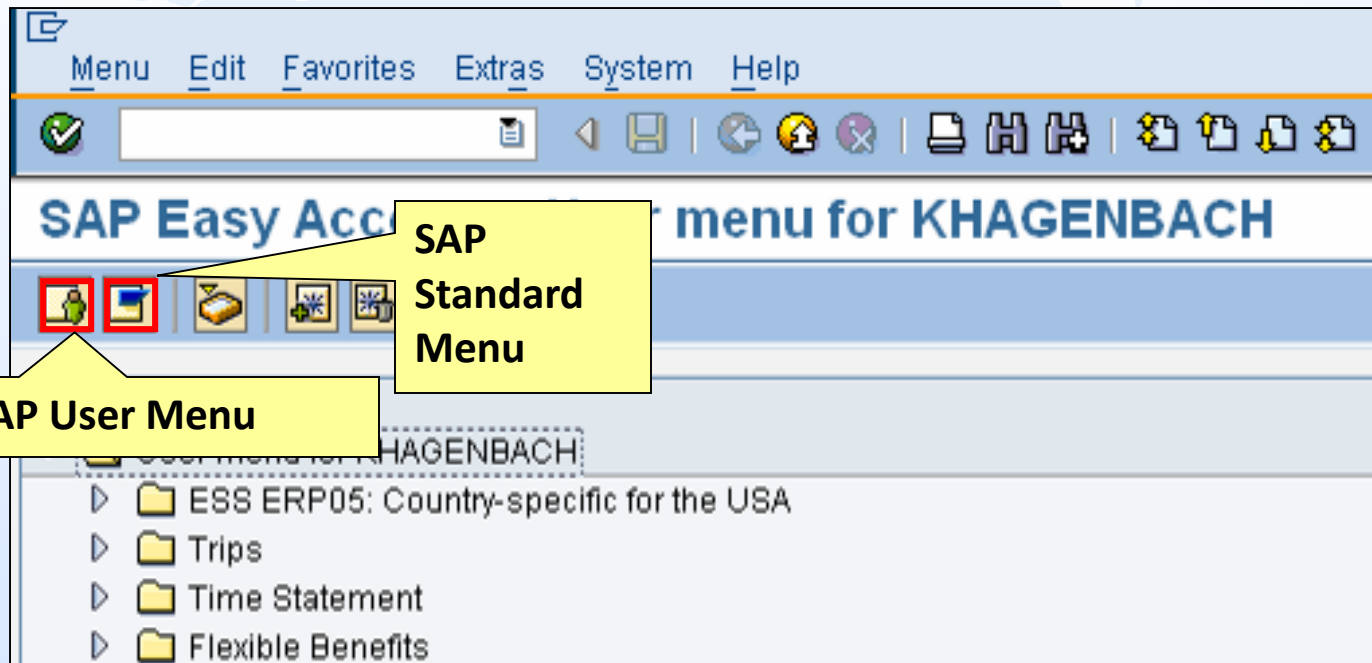 Menu Edit Favorites Extras System Help
SAP Easy Acc r menu for KHAGENBACH
SAP
Standard
Menu
AP User Menu
KHAGENBACH
ESS ERP05: Country-specific for the USA
Trips
Time Statement
Flexible Benefits